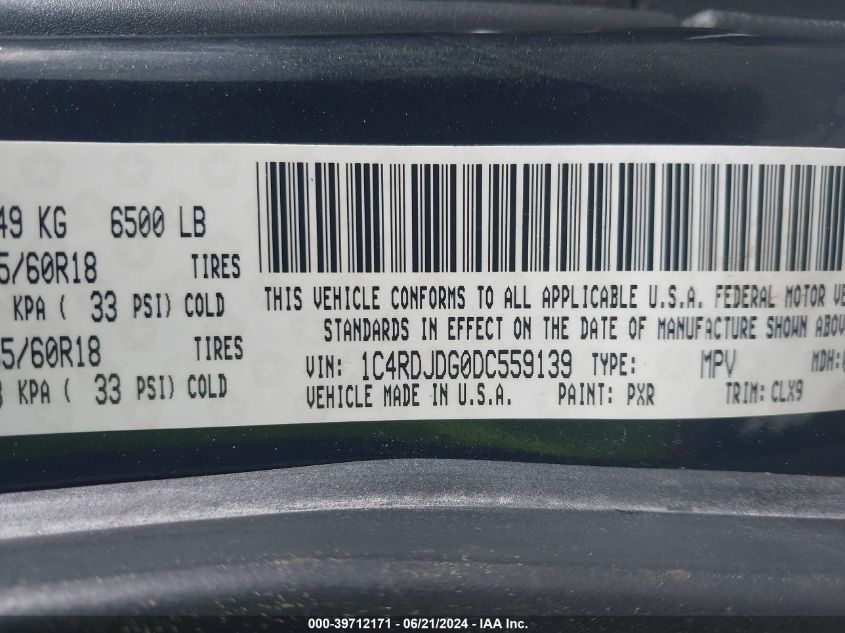 49 KG 6500 LB
5/60R18 TIRES
KPA ( 33 PSI) COLD
5/60R18 TIRES
KPA ( 33 PSI) COLD
THIS VEHICLE CONFORMS TO ALL APPLICABLE U.S.A. FEDERAL MOTOR VE
STANDARDS IN EFFECT ON THE DATE OF MANUFACTURE SHOWN ABOV
VIN: 1C4RDJDG0DC559139 TYPE: MPV MDH:
VEHICLE MADE IN U.S.A. PAINT: PXR TRIM: CLX9
000-39712171 - 06/21/2024 - IAAI.com, Inc.